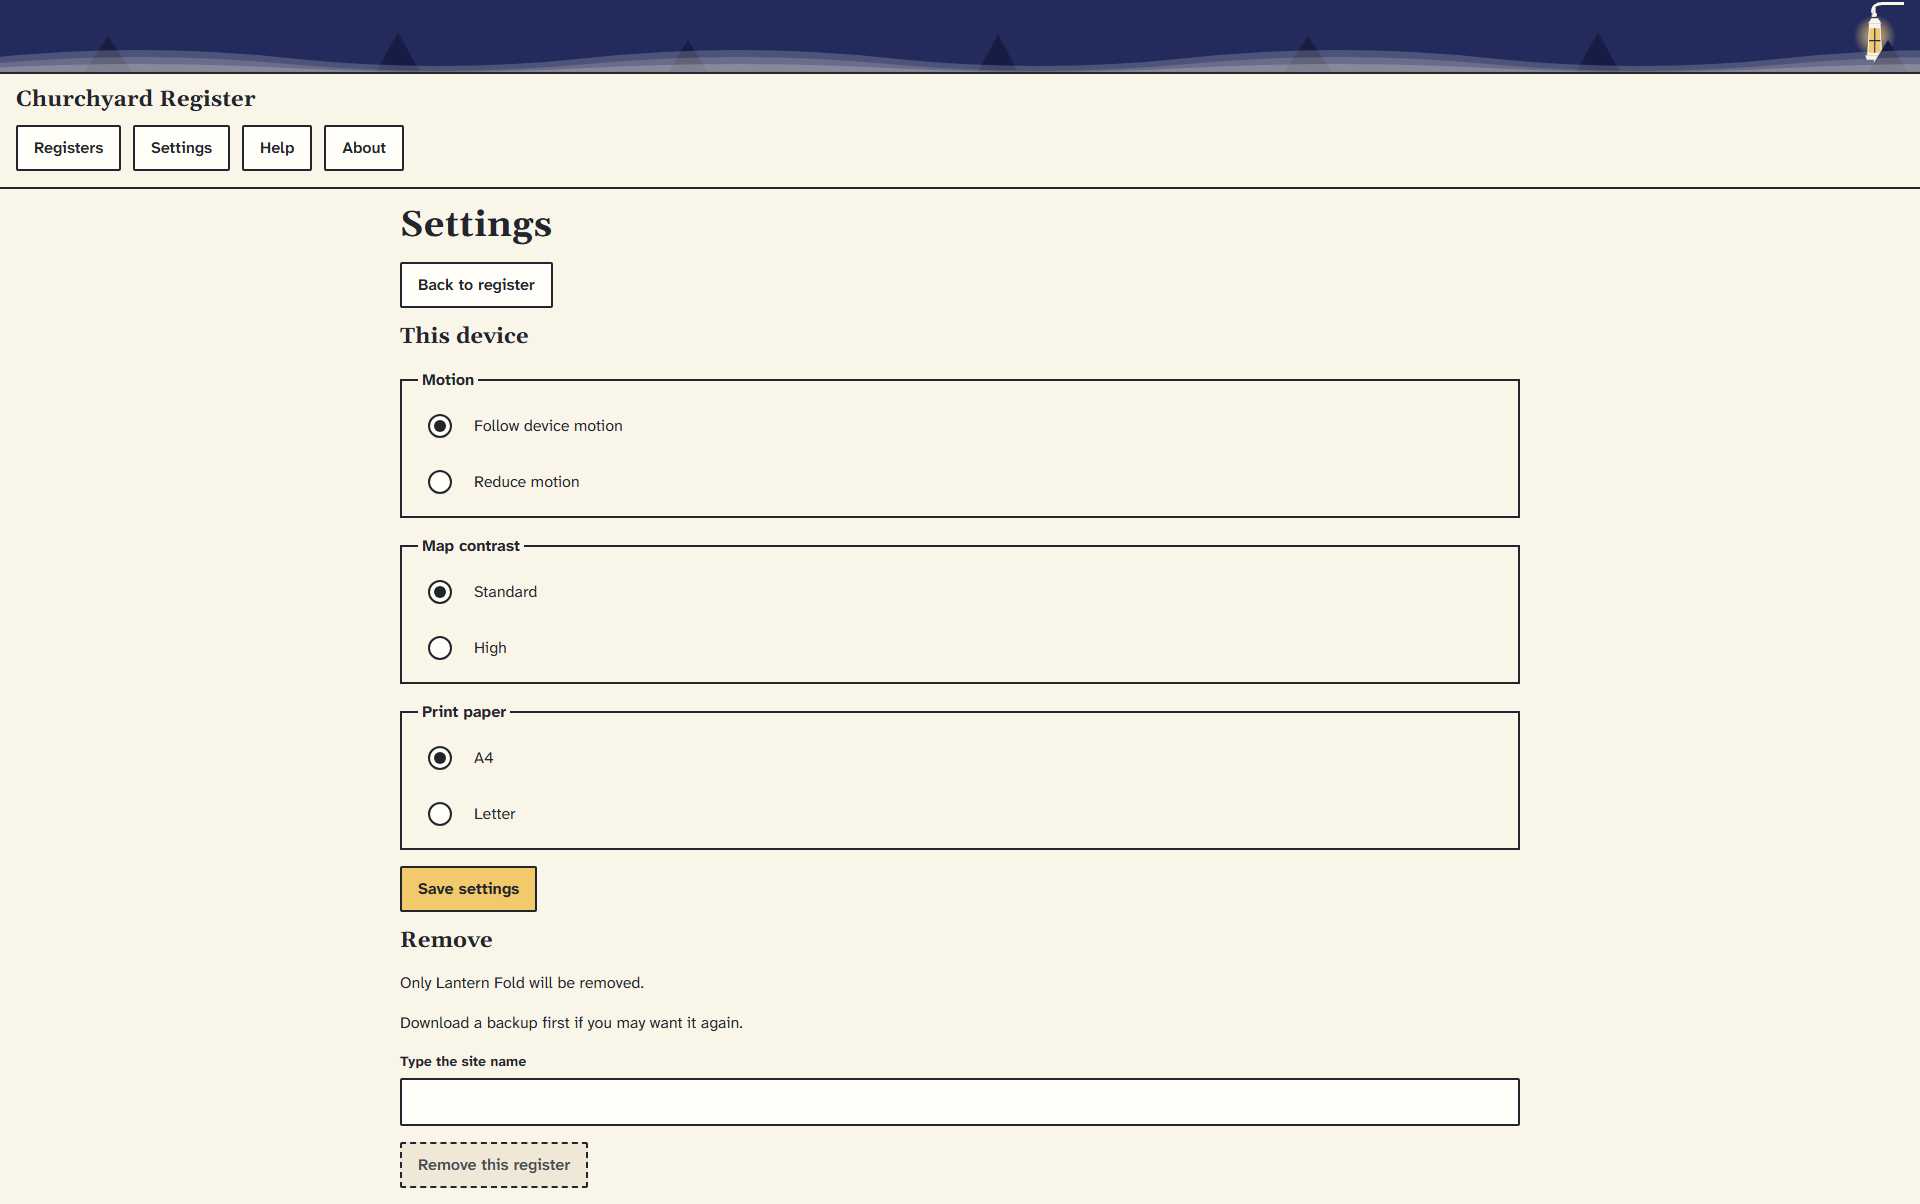 Churchyard Register
Registers
Settings
Help
About
Settings
Back to register
This device
Motion
Follow device motion
Reduce motion
Map contrast
Standard
High
Print paper
A4
Letter
Save settings
Remove
Only Lantern Fold will be removed.
Download a backup first if you may want it again.
Type the site name
Remove this register